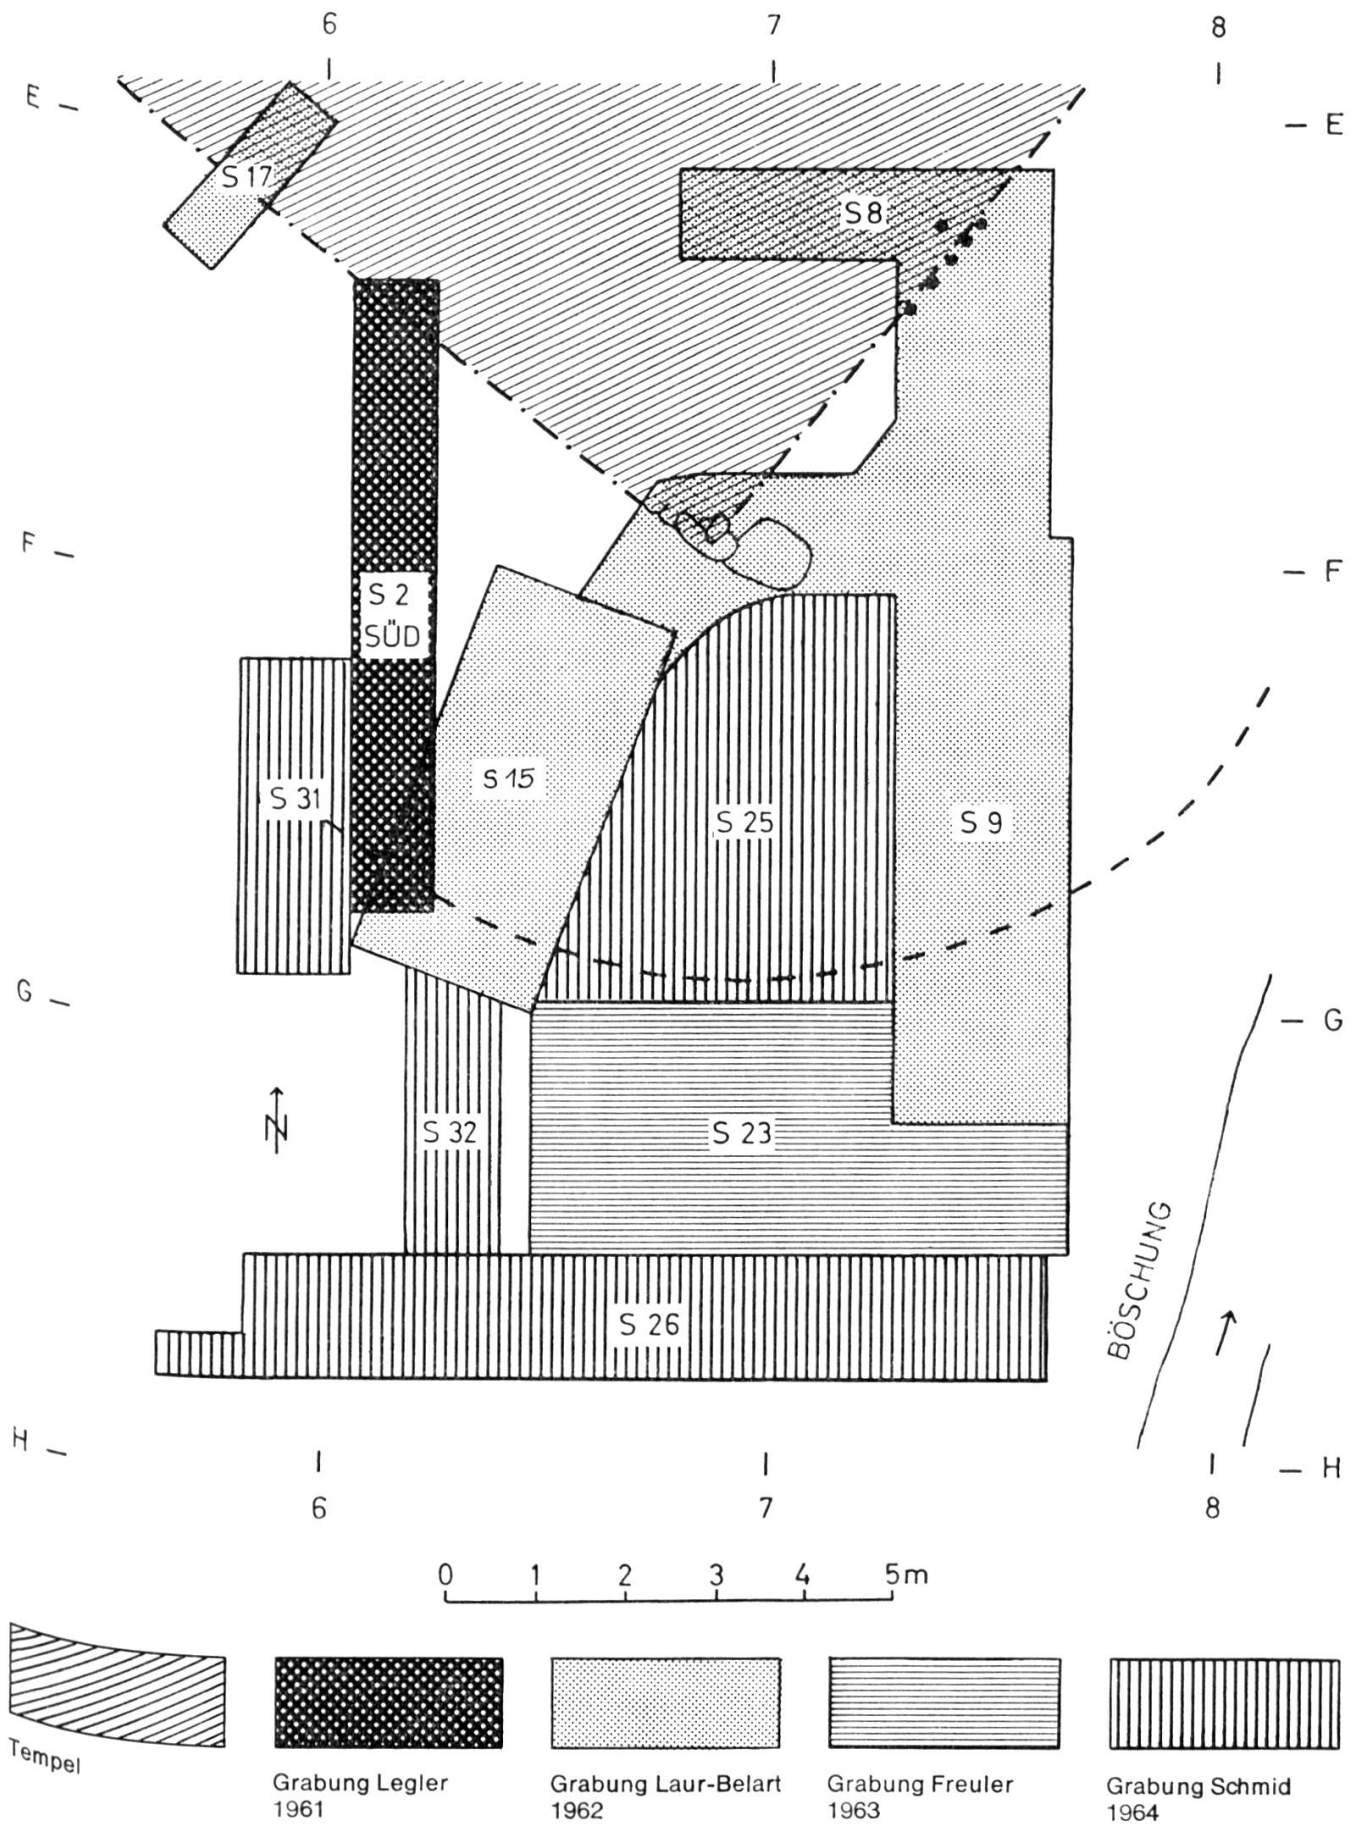 6 7 8
E E
S 17
S 8
F F
S 2
SÜD
S 31
S 15
S 25
S 9
G G
N
S 32
S 23
BÖSCHUNG
S 26
H H
6 7 8
0 1 2 3 4 5m
Tempel
Grabung Legler
1961
Grabung Laur-Belart
1962
Grabung Freuler
1963
Grabung Schmid
1964